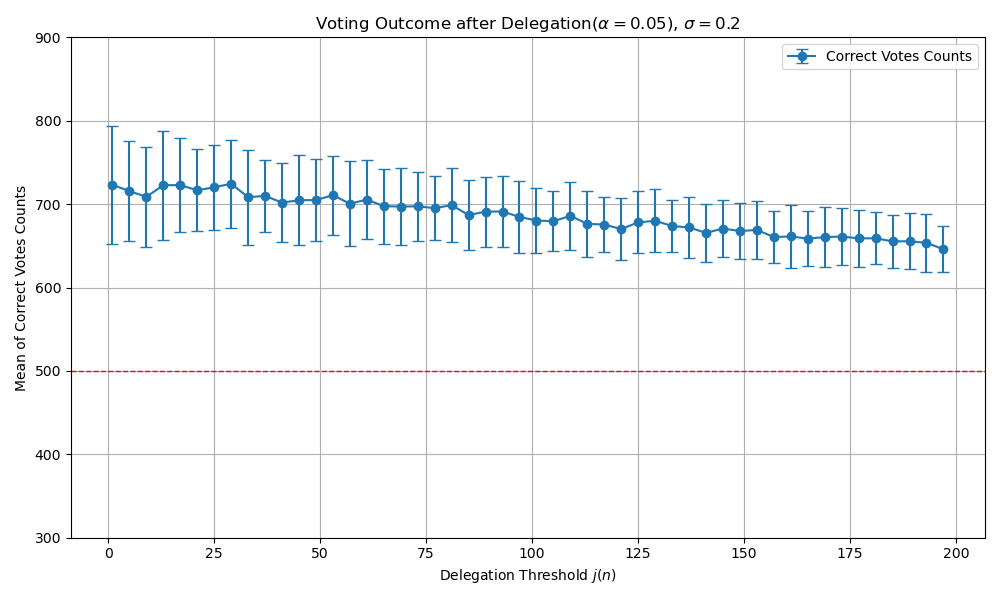 Voting Outcome after Delegation(α = 0.05), σ = 0.2
Correct Votes Counts
Mean of Correct Votes Counts
900
800
700
600
500
400
300
0 25 50 75 100 125 150 175 200
Delegation Threshold j(n)